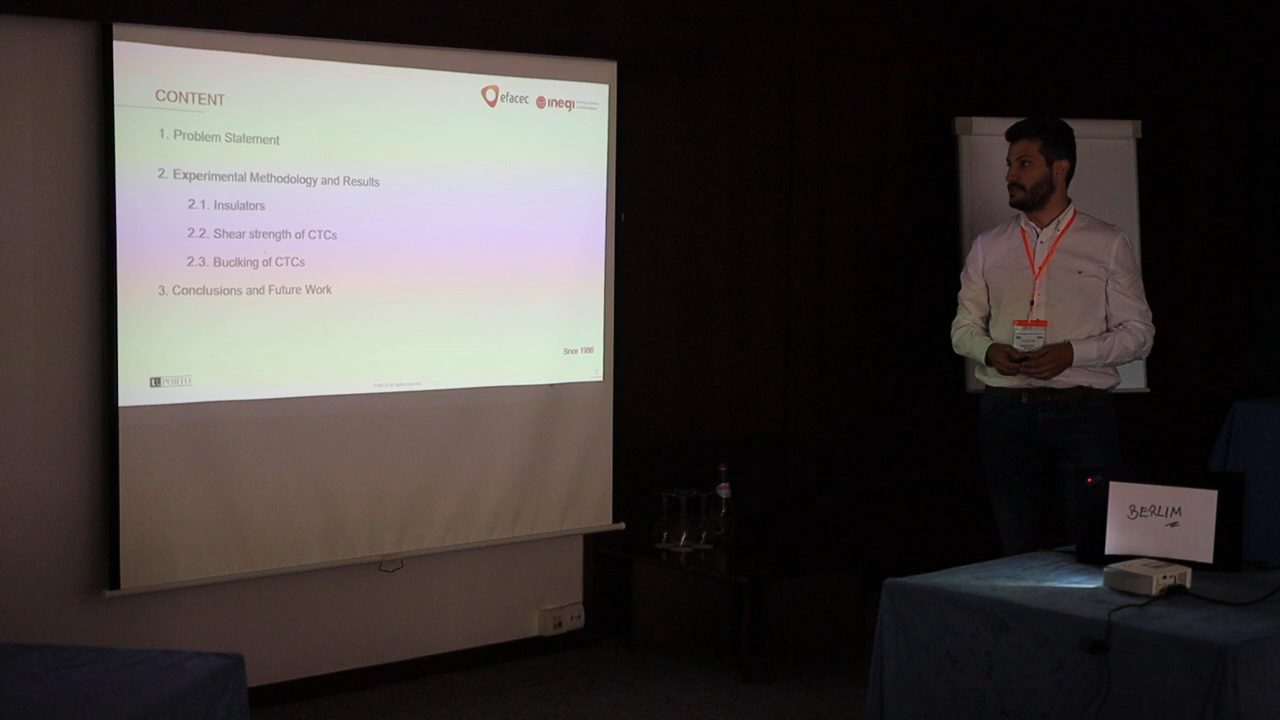 CONTENT
efacec
inegi
1. Problem Statement
2. Experimental Methodology and Results
2.1. Insulators
2.2. Shear strength of CTCs
2.3. Buclking of CTCs
3. Conclusions and Future Work
Since 1986
U. PORTO
BERLIM